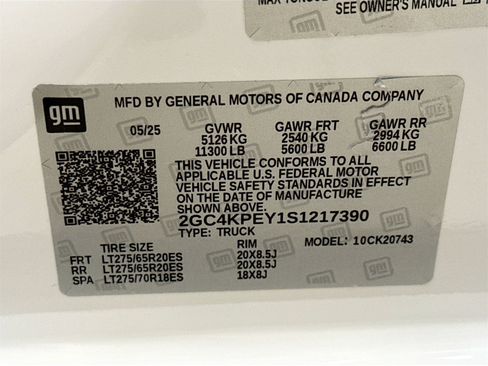 MAX
SEE OWNER'S MANUAL
gm
MFD BY GENERAL MOTORS OF CANADA COMPANY
05/25 GVWR GAWR FRT GAWR RR
5126 KG 2540 KG 2994 KG
11300 LB 5600 LB 6600 LB
THIS VEHICLE CONFORMS TO ALL
APPLICABLE U.S. FEDERAL MOTOR
VEHICLE SAFETY STANDARDS IN EFFECT
ON THE DATE OF MANUFACTURE
SHOWN ABOVE.
2GC4KPEY1S1217390
TYPE: TRUCK MODEL: 10CK20743
TIRE SIZE RIM
FRT LT275/65R20ES 20X8.5J
RR LT275/65R20ES 20X8.5J
SPA LT275/70R18ES 18X8J